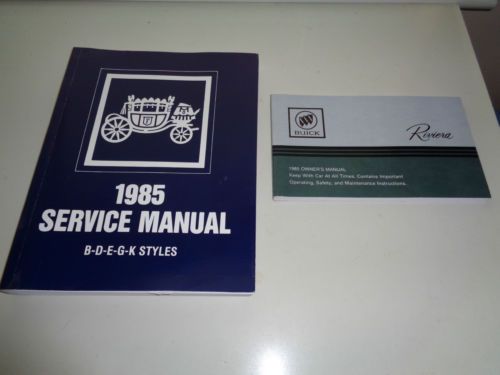 1985
SERVICE MANUAL
B-D-E-G-K STYLES
BUICK
Riviera
1985 OWNER'S MANUAL
Keep With Car At All Times, Contains Important
Operating, Safety, and Maintenance Instructions.